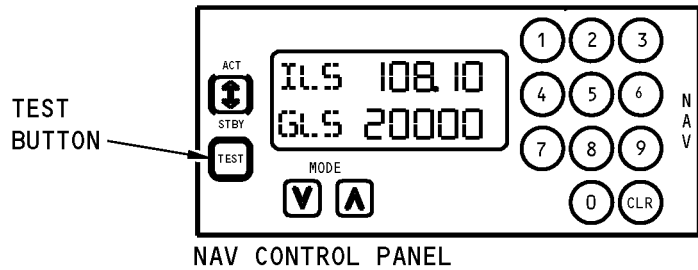 TEST
BUTTON
ACT
STBY
TEST
ILS 108.10
GLS 20000
MODE
1 2 3
4 5 6
7 8 9
0 CLR
NAV
NAV CONTROL PANEL